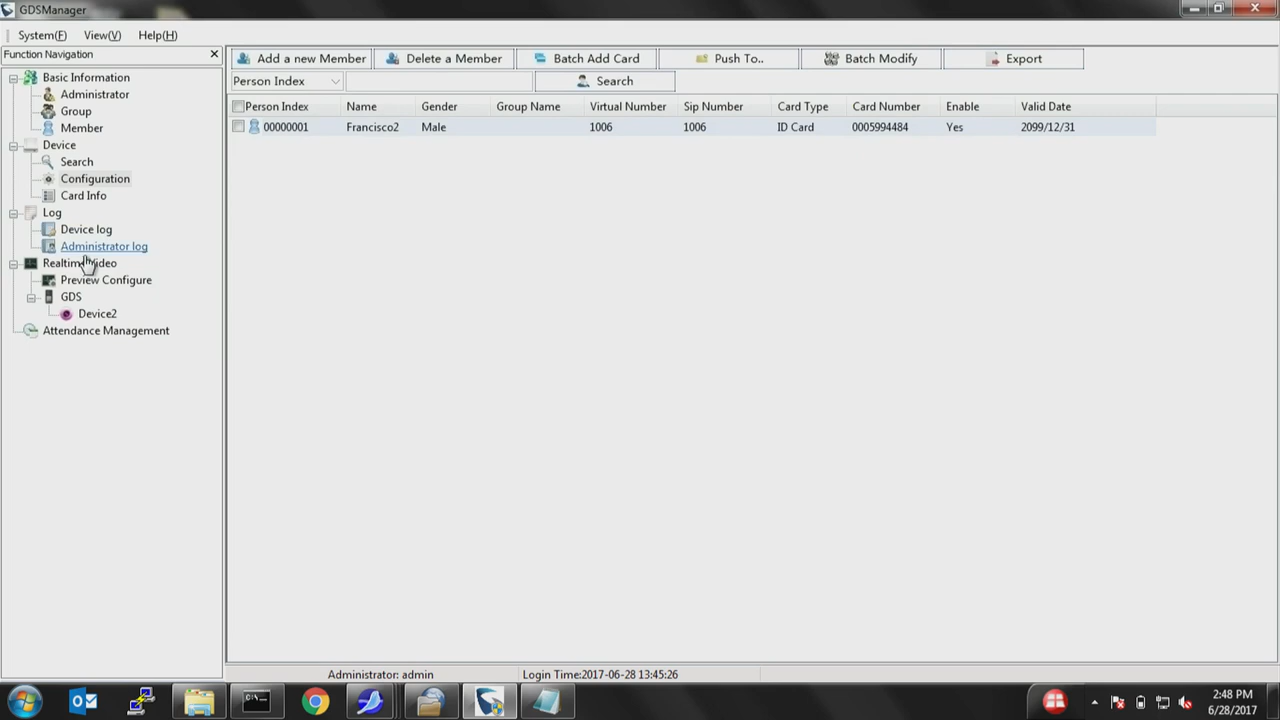 GDSManager
System(F) View(V) Help(H)
Function Navigation
Basic Information
Administrator
Group
Member
Device
Search
Configuration
Card Info
Log
Device log
Administrator log
Realtime Video
Preview Configure
GDS
Device2
Attendance Management
Add a new Member Delete a Member Batch Add Card Push To.. Batch Modify Export
Person Index Search
Person Index Name Gender Group Name Virtual Number Sip Number Card Type Card Number Enable Valid Date
00000001 Francisco2 Male 1006 1006 ID Card 0005994484 Yes 2099/12/31
Administrator: admin Login Time:2017-06-28 13:45:26
2:48 PM
6/28/2017